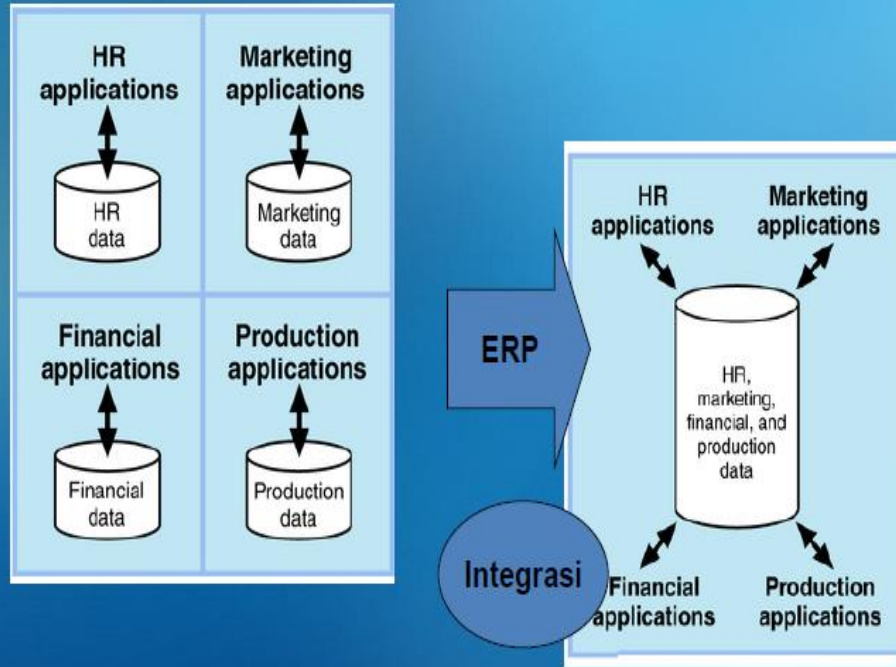 HR
applications
HR
data
Marketing
applications
Marketing
data
Financial
applications
Financial
data
Production
applications
Production
data
ERP
Integrasi
HR
applications
Marketing
applications
HR,
marketing,
financial, and
production
data
Financial
applications
Production
applications